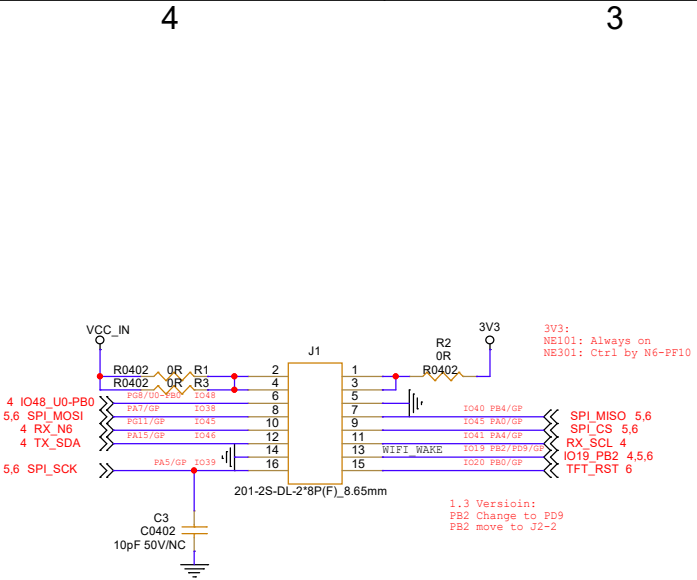 4 3
VCC_IN
3V3
3V3:
NE101: Always on
NE301: Ctrl by N6-PF10
J1
R2
0R
R0402
R0402 0R R1
R0402 0R R3
2 1
4 3
6 5
8 7
10 9
12 11
14 13
16 15
4 IO48_U0-PB0 PG8/U0-PB0 IO48
5,6 SPI_MOSI PA7/GP IO38
4 RX_N6 PG11/GP IO45
4 TX_SDA PA15/GP IO46
5,6 SPI_SCK PA5/GP IO39
IO40 PB4/GP SPI_MISO 5,6
IO45 PA0/GP SPI_CS 5,6
IO41 PA4/GP RX_SCL 4
WIFI_WAKE IO19 PB2/PD9/GP IO19_PB2 4,5,6
IO20 PB0/GP TFT_RST 6
201-2S-DL-2*8P(F)_8.65mm
1.3 Versioin:
PB2 Change to PD9
PB2 move to J2-2
C3
C0402
10pF 50V/NC